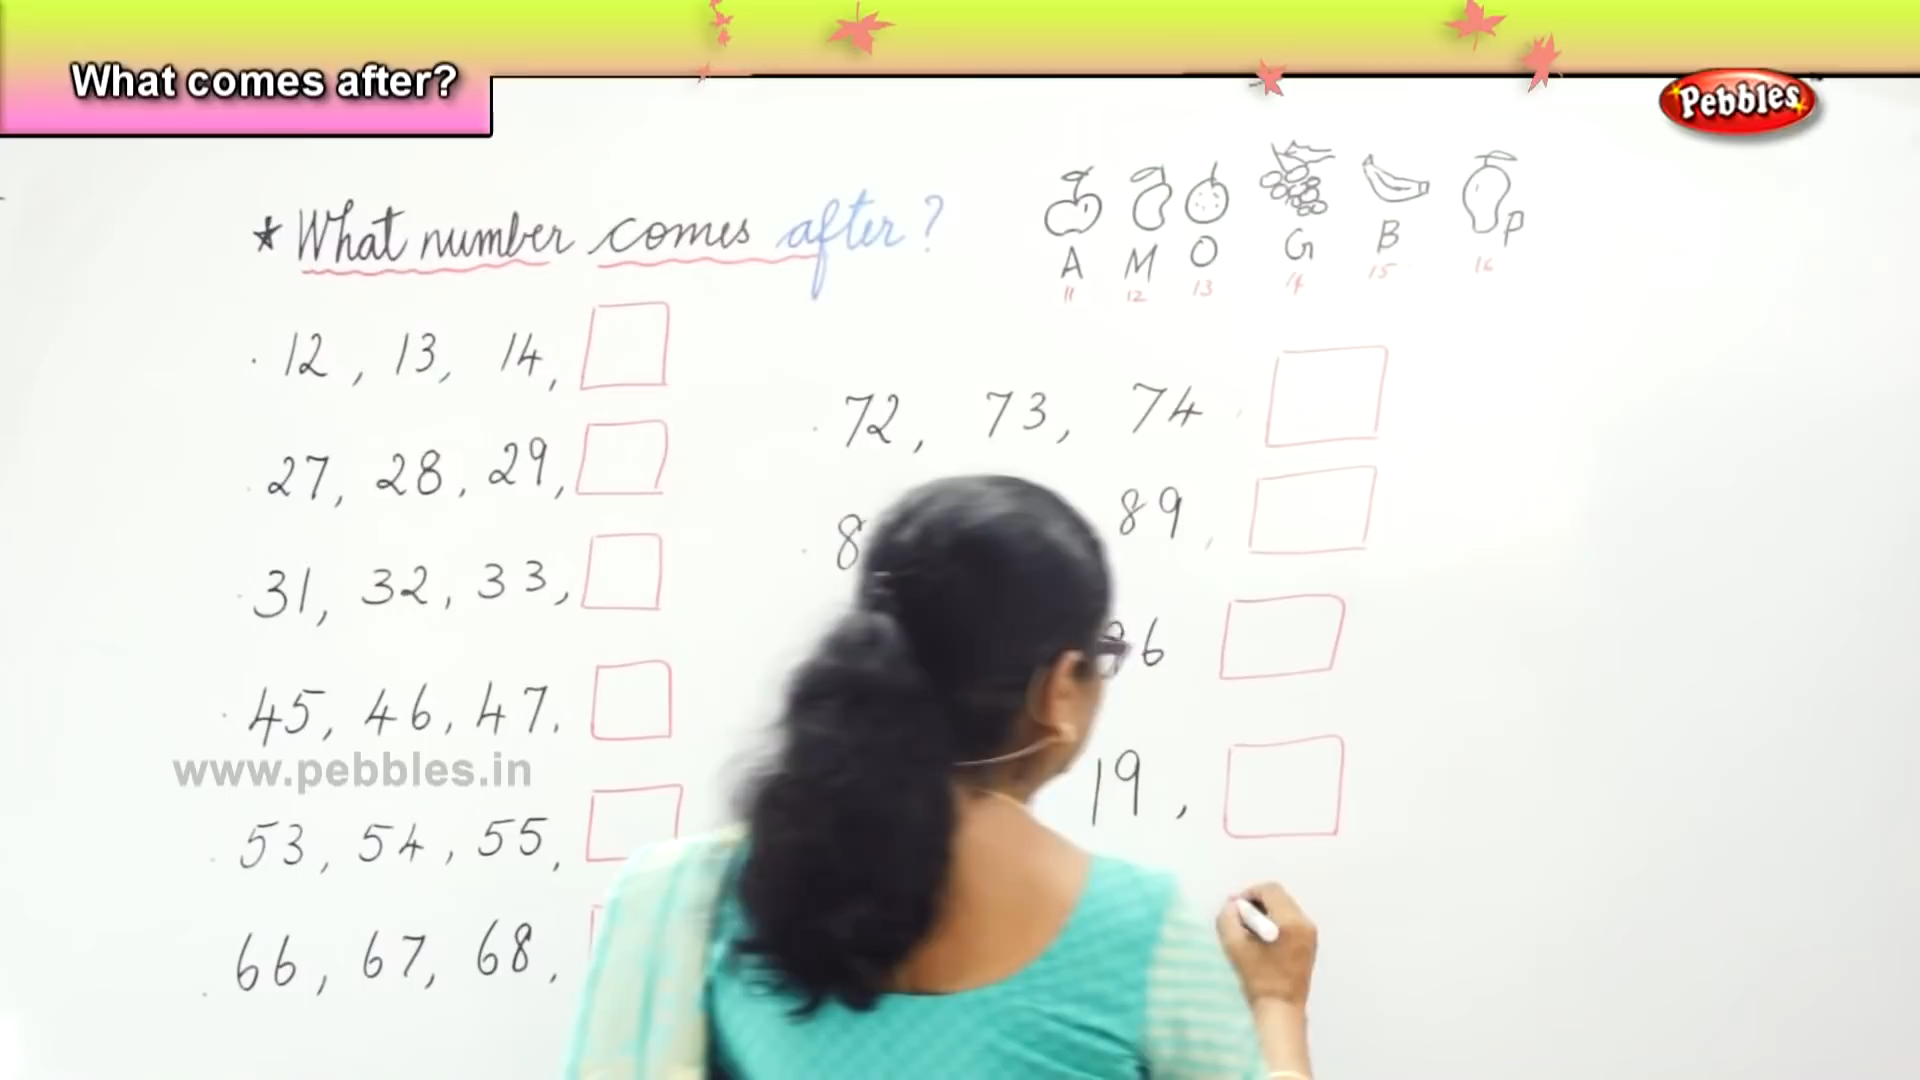 What comes after?
Pebbles
★ What number comes after?
A M O G B P
11 12 13 14 15 16
12, 13, 14,
27, 28, 29,
31, 32, 33,
45, 46, 47.
www.pebbles.in
53, 54, 55,
66, 67, 68,
72, 73, 74
89,
19,